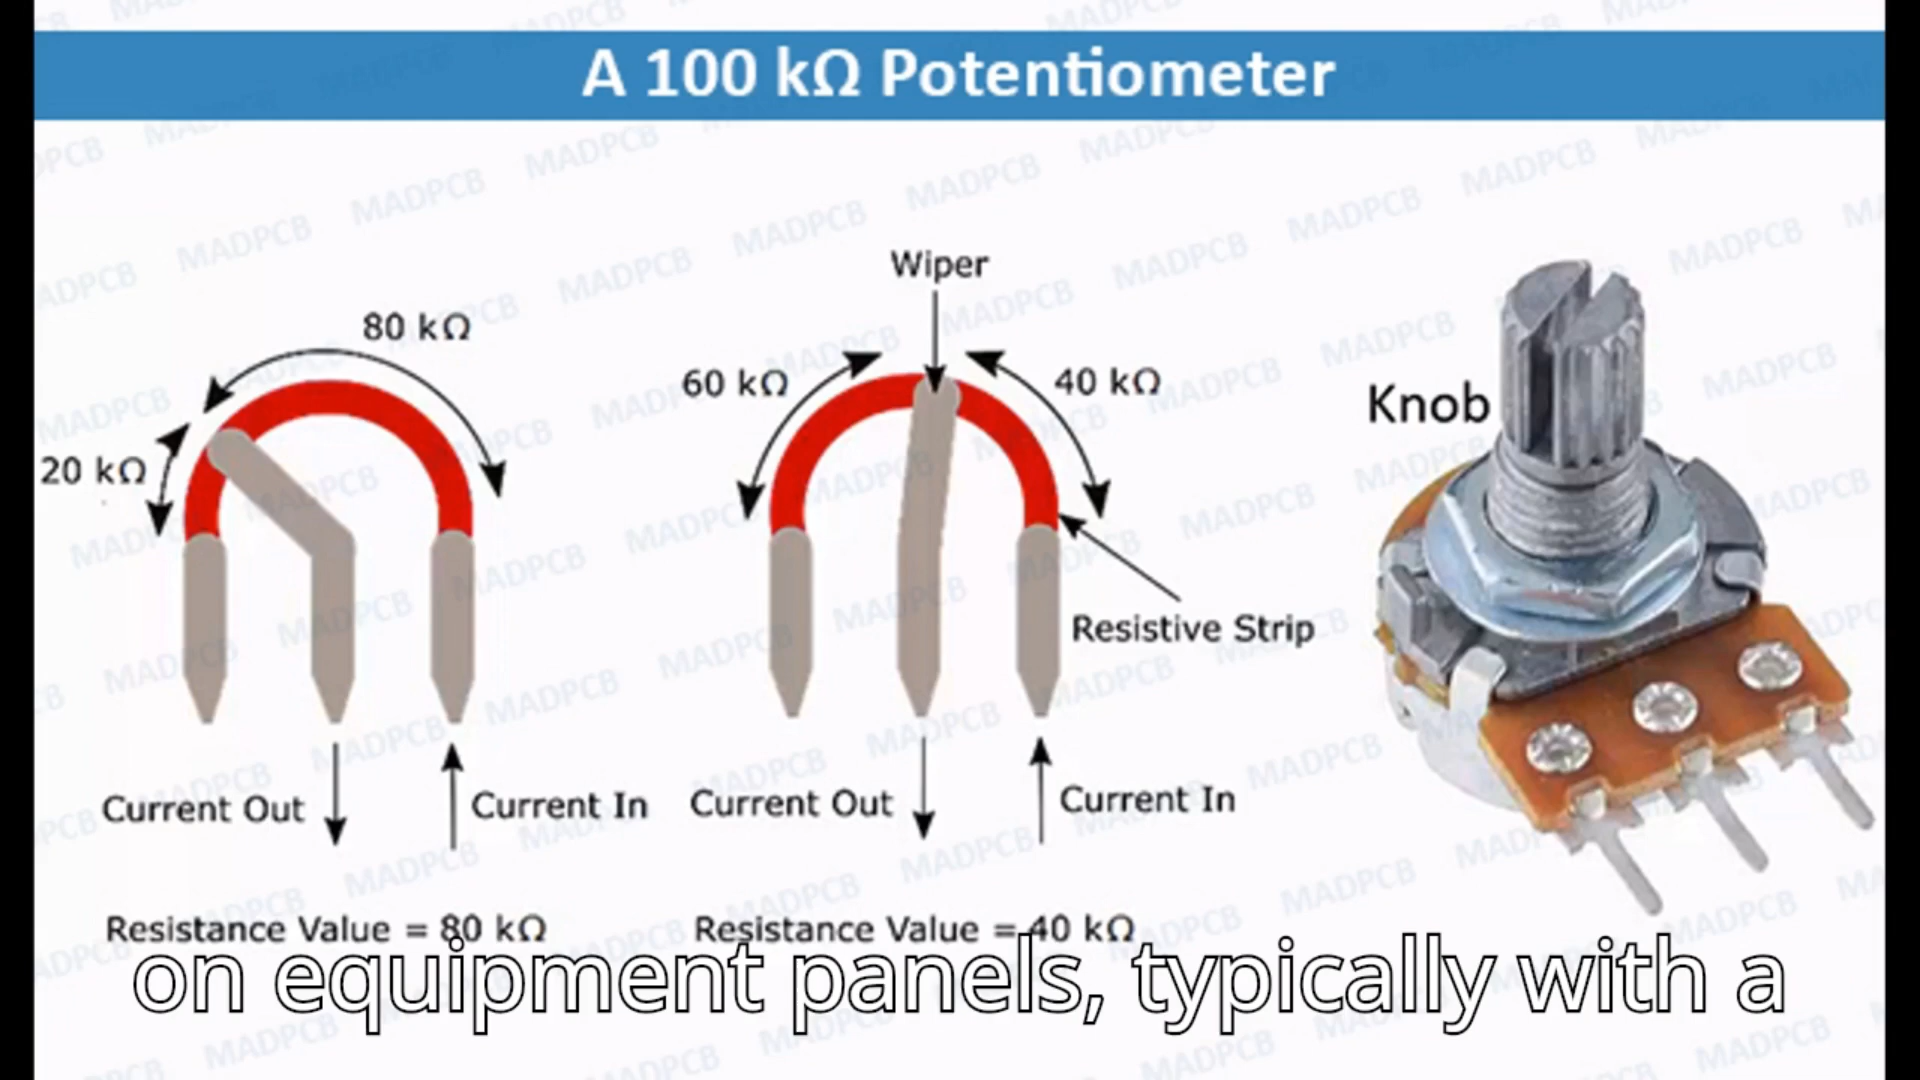 A 100 kΩ Potentiometer
Wiper
80 kΩ
60 kΩ
40 kΩ
Knob
20 kΩ
Resistive Strip
Current Out
Current In
Current Out
Current In
Resistance Value = 80 kΩ
Resistance Value = 40 kΩ
on equipment panels, typically with a
MADPCB